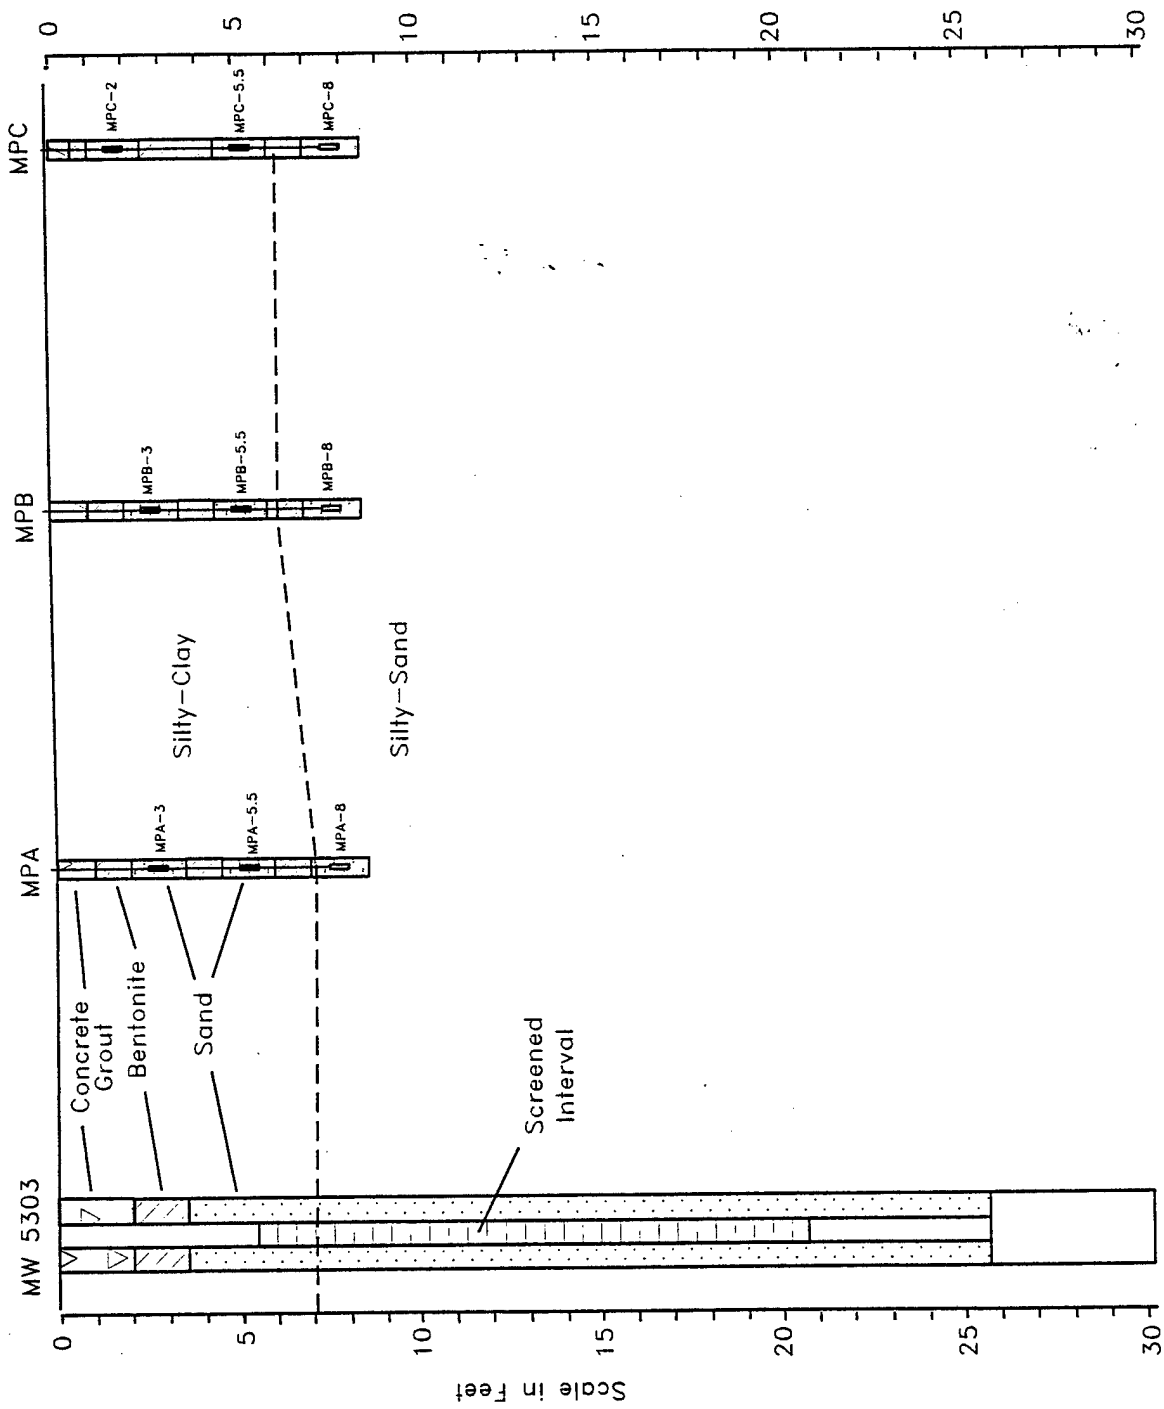 MW 5303
MPA
MPB
MPC
Concrete
Grout
Bentonite
Sand
Screened
Interval
Silty-Clay
Silty-Sand
MPA-3
MPA-5.5
MPA-8
MPB-3
MPB-5.5
MPB-8
MPC-2
MPC-5.5
MPC-8
0
5
10
15
20
25
30
Scale in Feet
0
5
10
15
20
25
30